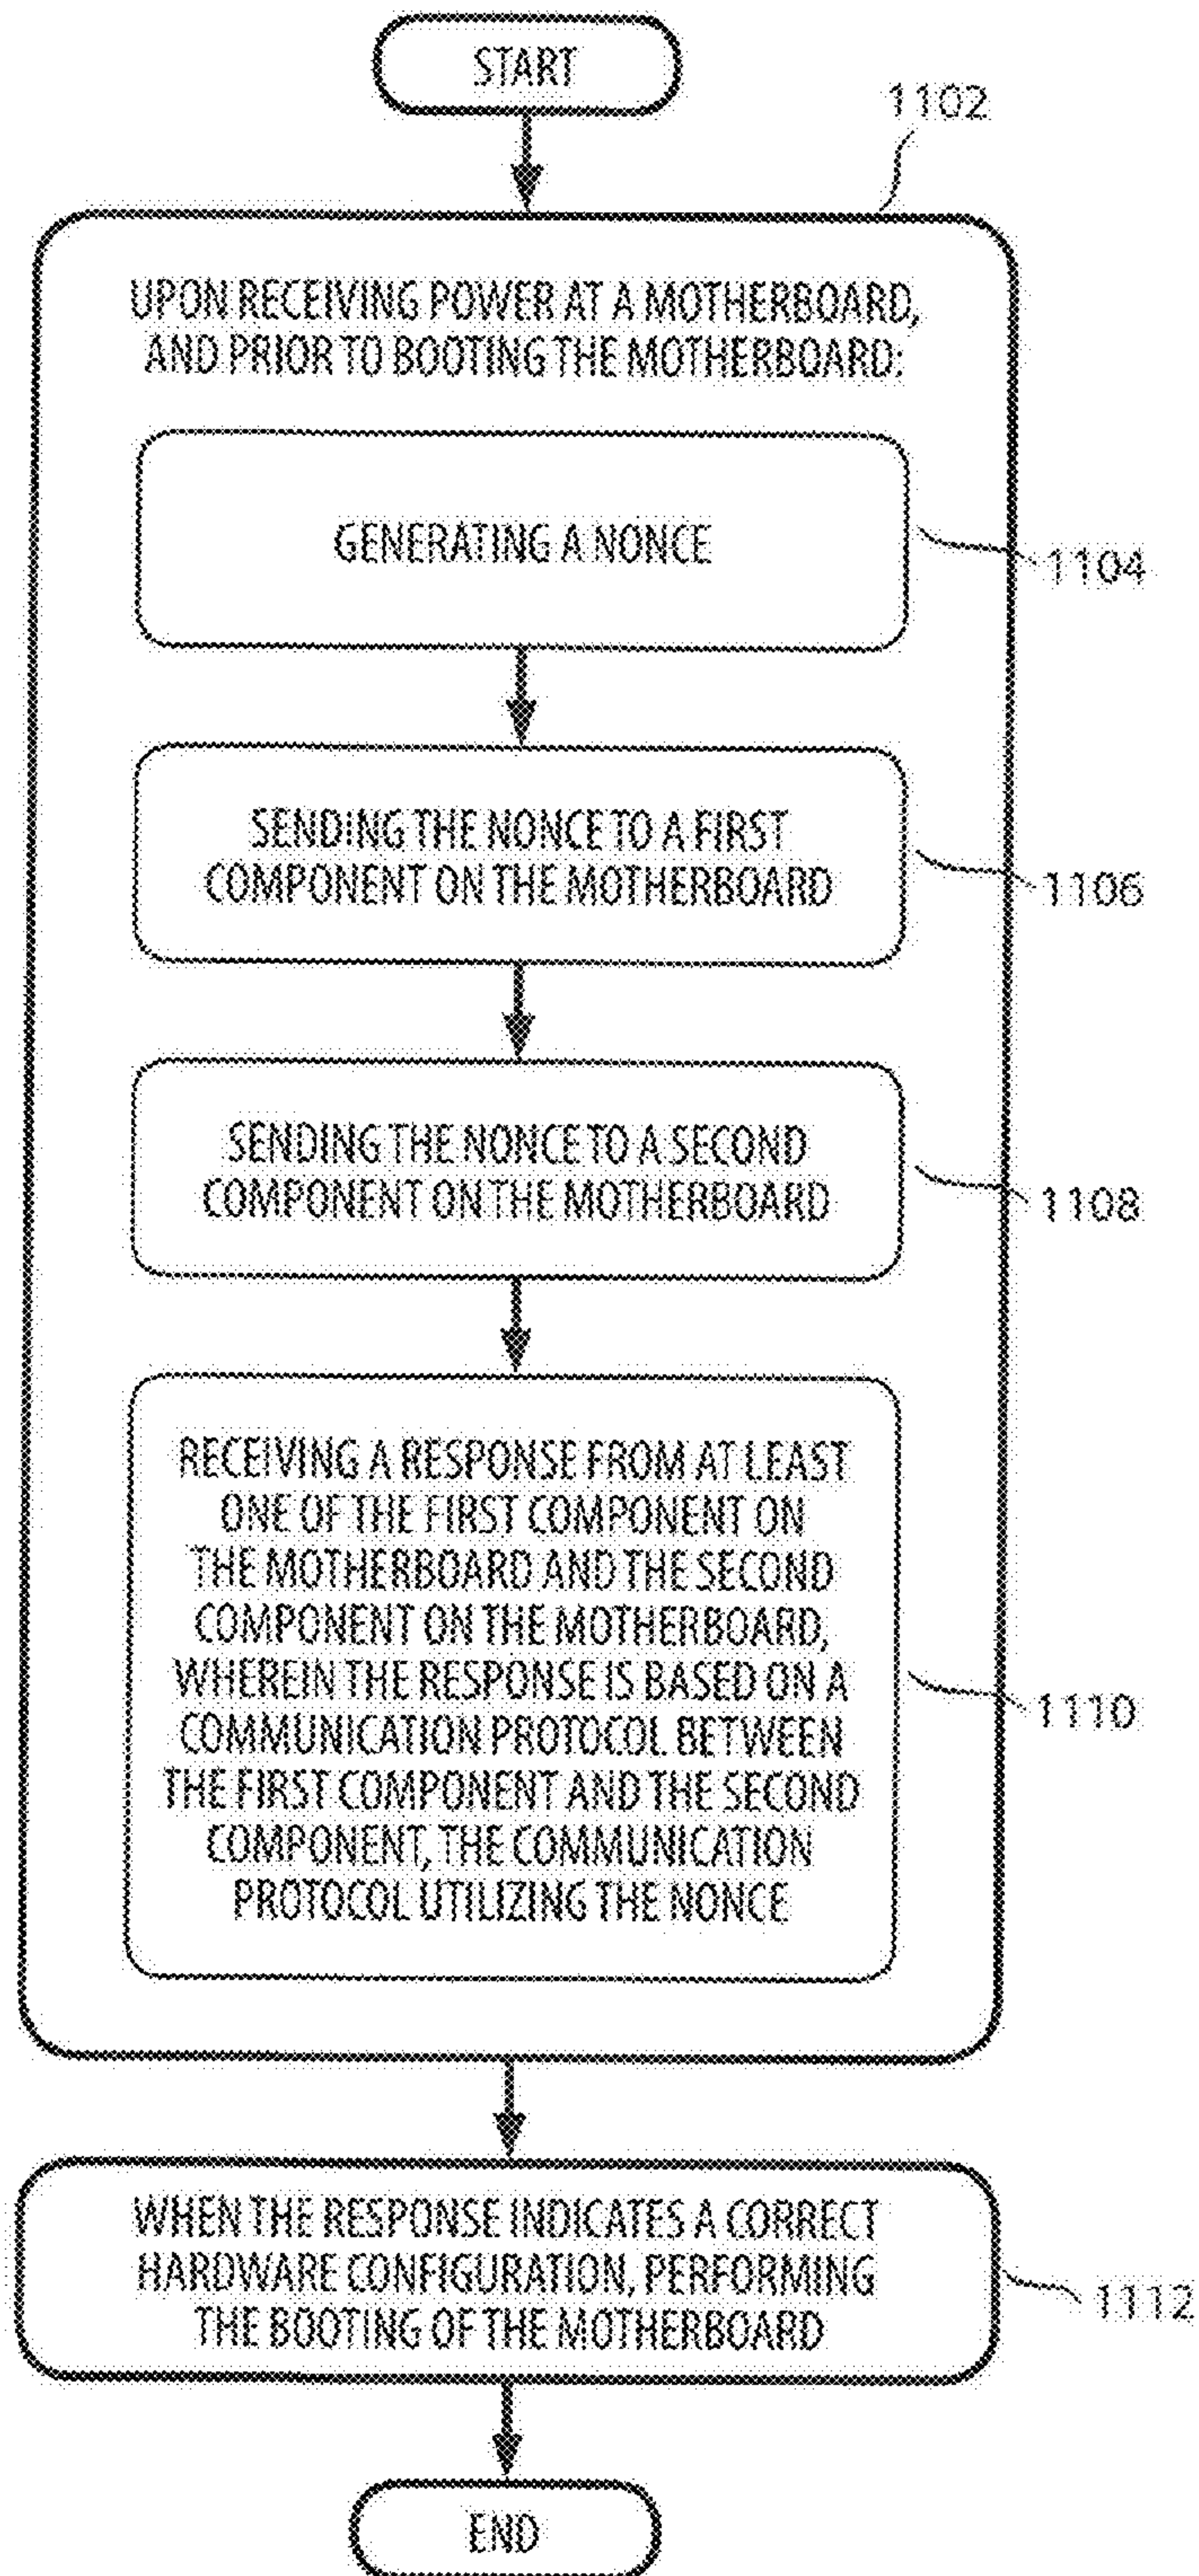 START
1102
UPON RECEIVING POWER AT A MOTHERBOARD,
AND PRIOR TO BOOTING THE MOTHERBOARD:
GENERATING A NONCE
1104
SENDING THE NONCE TO A FIRST
COMPONENT ON THE MOTHERBOARD
1106
SENDING THE NONCE TO A SECOND
COMPONENT ON THE MOTHERBOARD
1108
RECEIVING A RESPONSE FROM AT LEAST
ONE OF THE FIRST COMPONENT ON
THE MOTHERBOARD AND THE SECOND
COMPONENT ON THE MOTHERBOARD,
WHEREIN THE RESPONSE IS BASED ON A
COMMUNICATION PROTOCOL BETWEEN
THE FIRST COMPONENT AND THE SECOND
COMPONENT, THE COMMUNICATION
PROTOCOL UTILIZING THE NONCE
1110
WHEN THE RESPONSE INDICATES A CORRECT
HARDWARE CONFIGURATION, PERFORMING
THE BOOTING OF THE MOTHERBOARD
1112
END